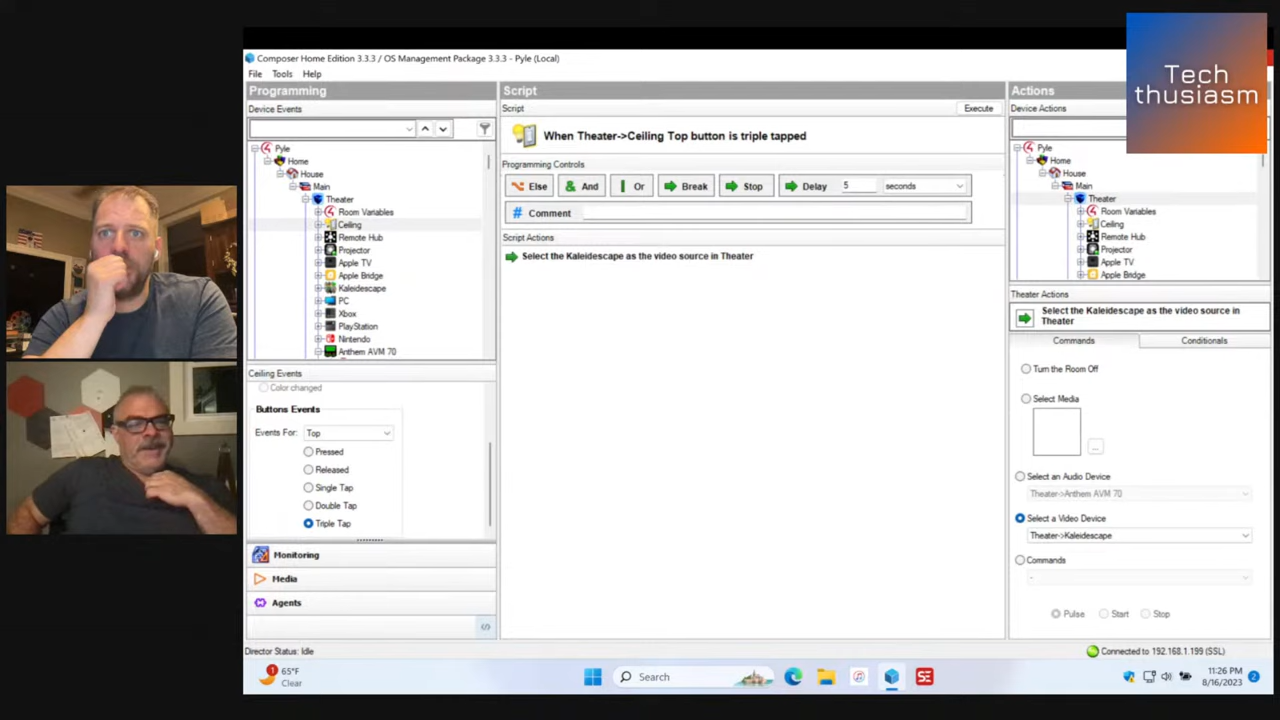 Composer Home Edition 3.3.3 / OS Management Package 3.3.3 - Pyle (Local)
File Tools Help
Tech
thusiasm
Programming
Device Events
Pyle
Home
House
Main
Theater
Room Variables
Ceiling
Remote Hub
Projector
Apple TV
Apple Bridge
Kaleidescape
PC
Xbox
PlayStation
Nintendo
Anthem AVM 70
Ceiling Events
Color changed
Buttons Events
Events For: Top
Pressed
Released
Single Tap
Double Tap
Triple Tap
Monitoring
Media
Agents
Director Status: Idle
Script
Script Execute
When Theater->Ceiling Top button is triple tapped
Programming Controls
Else And Or Break Stop Delay 5 seconds
# Comment
Script Actions
Select the Kaleidescape as the video source in Theater
Actions
Device Actions
Pyle
Home
House
Main
Theater
Room Variables
Ceiling
Remote Hub
Projector
Apple TV
Apple Bridge
Theater Actions
Select the Kaleidescape as the video source in
Theater
Commands Conditionals
Turn the Room Off
Select Media
...
Select an Audio Device
Theater->Anthem AVM 70
Select a Video Device
Theater->Kaleidescape
Commands
-
Pulse Start Stop
Connected to 192.168.1.199 (SSL)
1
65°F
Clear
Search
SE
11:26 PM
8/16/2023
2